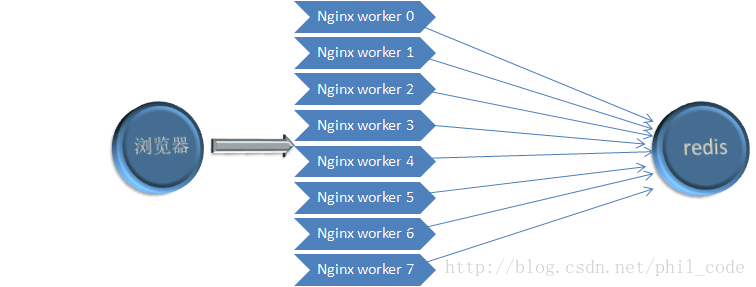 Nginx worker 0
Nginx worker 1
Nginx worker 2
Nginx worker 3
浏览器
redis
Nginx worker 4
Nginx worker 5
Nginx worker 6
Nginx worker 7
http://blog.csdn.net/phil_code